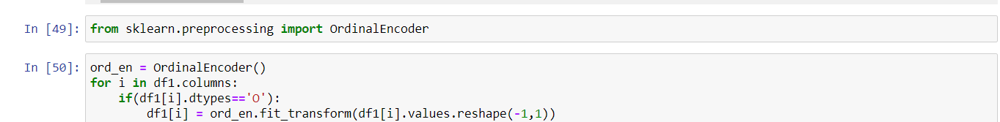 In [49]: from sklearn.preprocessing import OrdinalEncoder
In [50]: ord_en = OrdinalEncoder()
for i in df1.columns:
    if(df1[i].dtypes=='O'):
        df1[i] = ord_en.fit_transform(df1[i].values.reshape(-1,1))